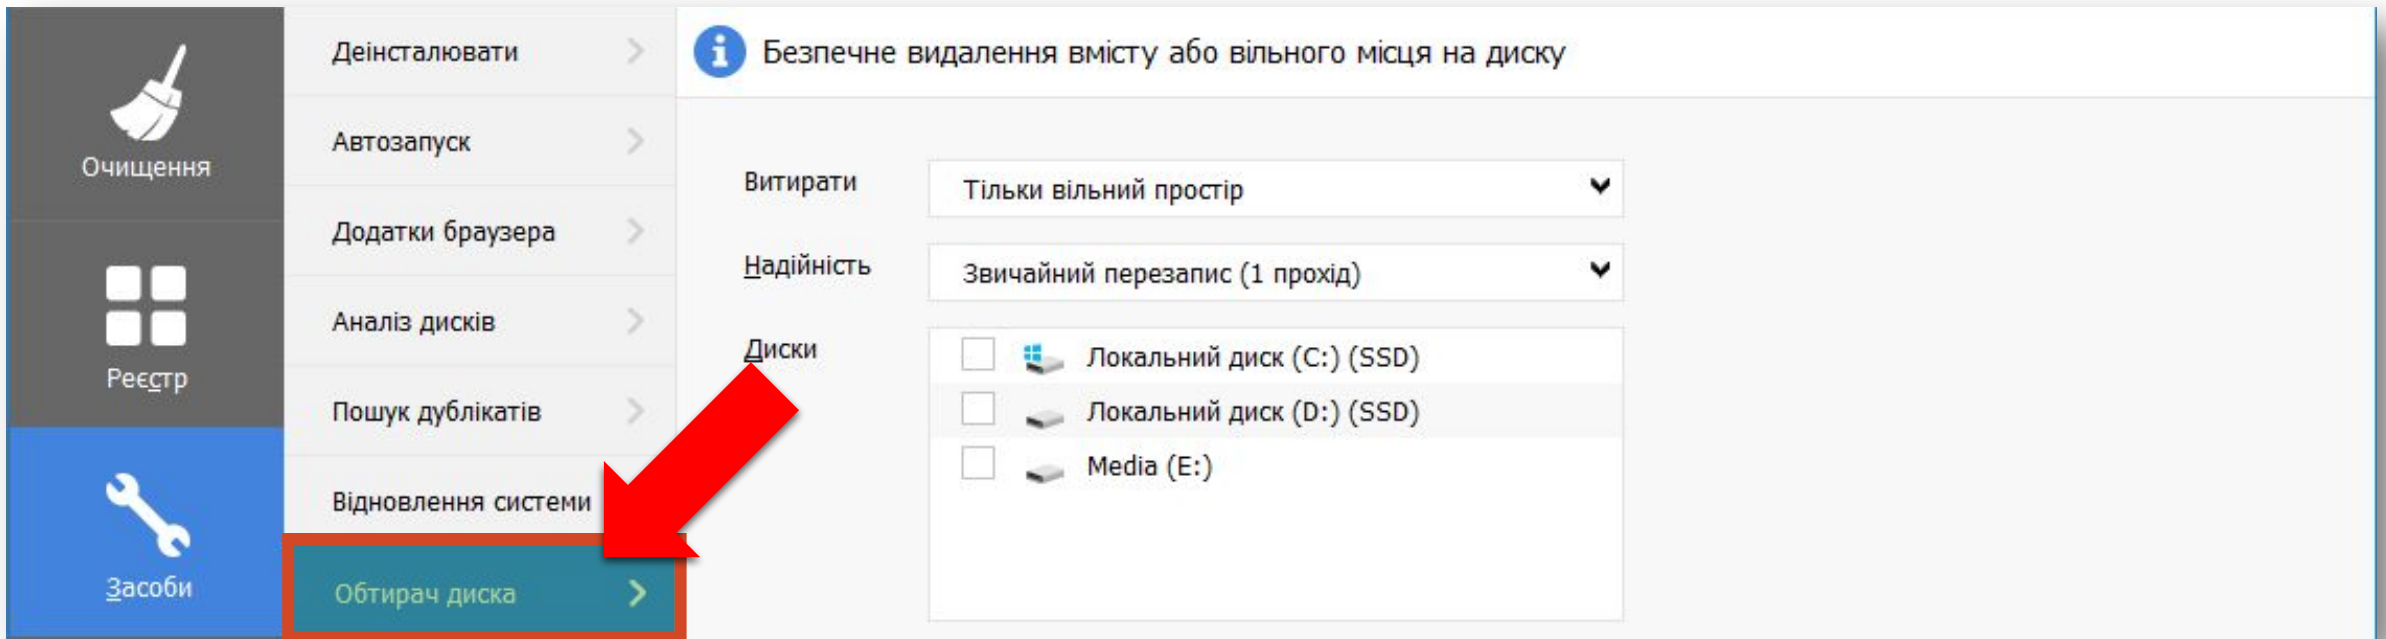 Очищення
Реєстр
Засоби
Деінсталювати
Автозапуск
Додатки браузера
Аналіз дисків
Пошук дублікатів
Відновлення системи
Обтирач диска
Безпечне видалення вмісту або вільного місця на диску
Витирати
Тільки вільний простір
Надійність
Звичайний перезапис (1 прохід)
Диски
Локальний диск (C:) (SSD)
Локальний диск (D:) (SSD)
Media (E:)